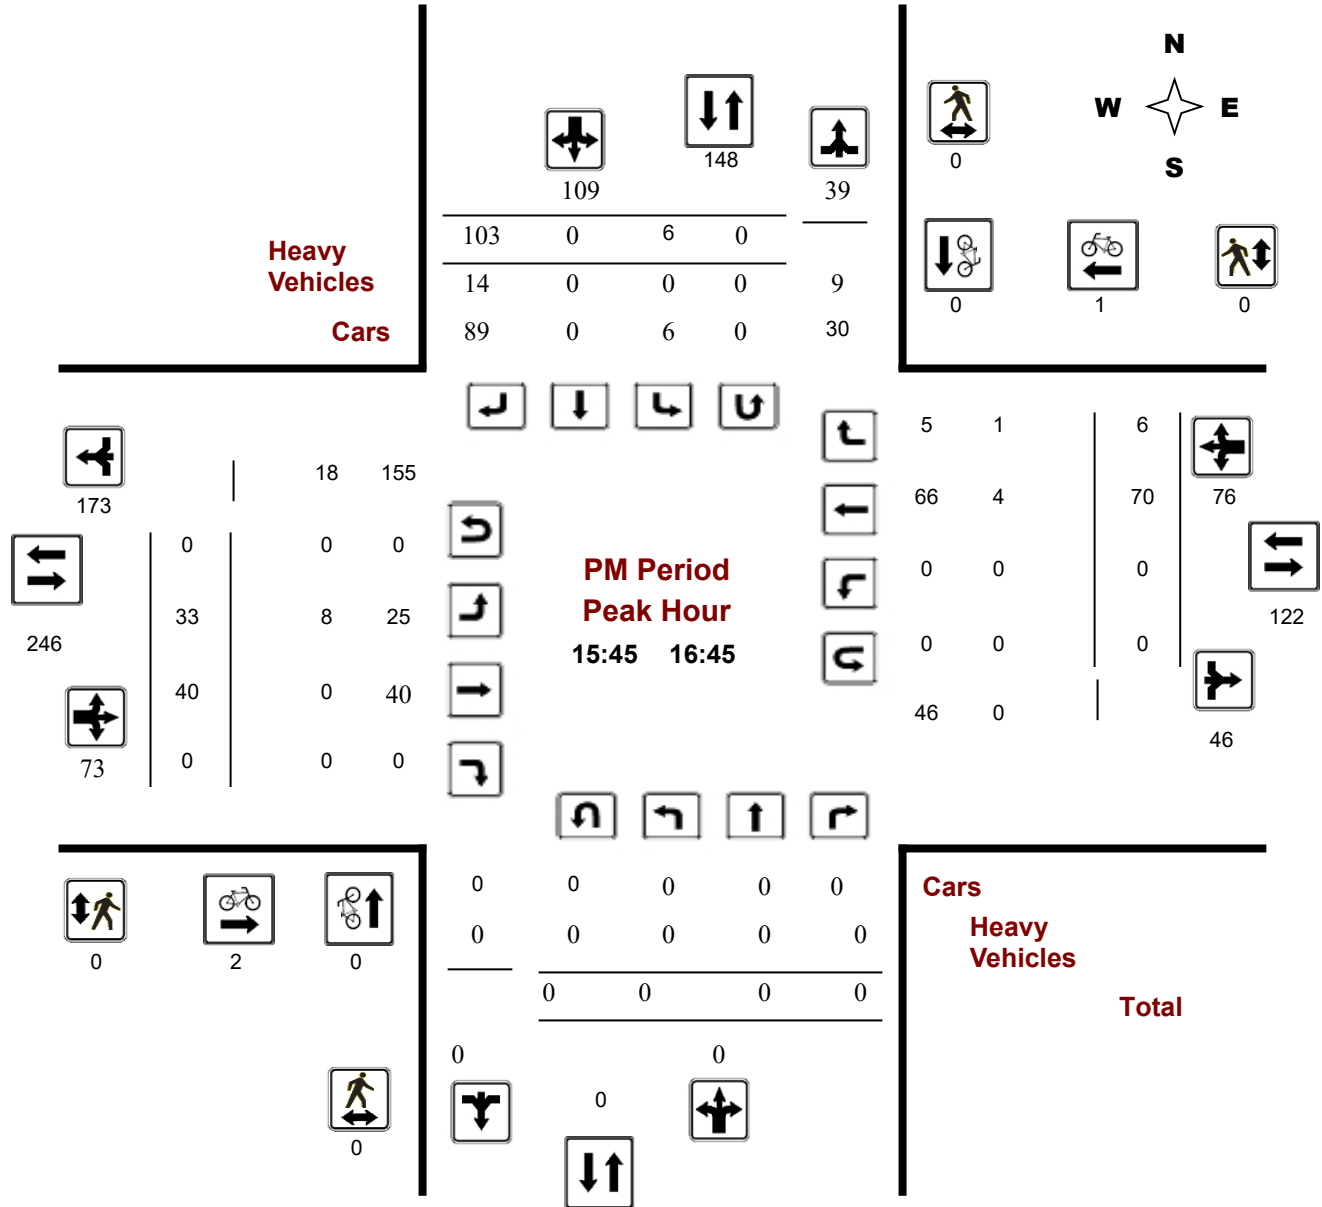 N
W E
S
148
0
109 39
103 0 6 0
Heavy
Vehicles
14 0 0 0 9
Cars
89 0 6 0 30
0 1 0
5 1 6
18 155
173
66 4 70 76
0 0 0
PM Period
Peak Hour
15:45 16:45
0 0 0
33 8 25
246
122
0 0 0
40 0 40
46 0
46
73
0 0 0
0 0 0 0 0
Cars
0 0 0 0 0
Heavy
Vehicles
0 2 0
0 0 0 0
Total
0 0
0
0